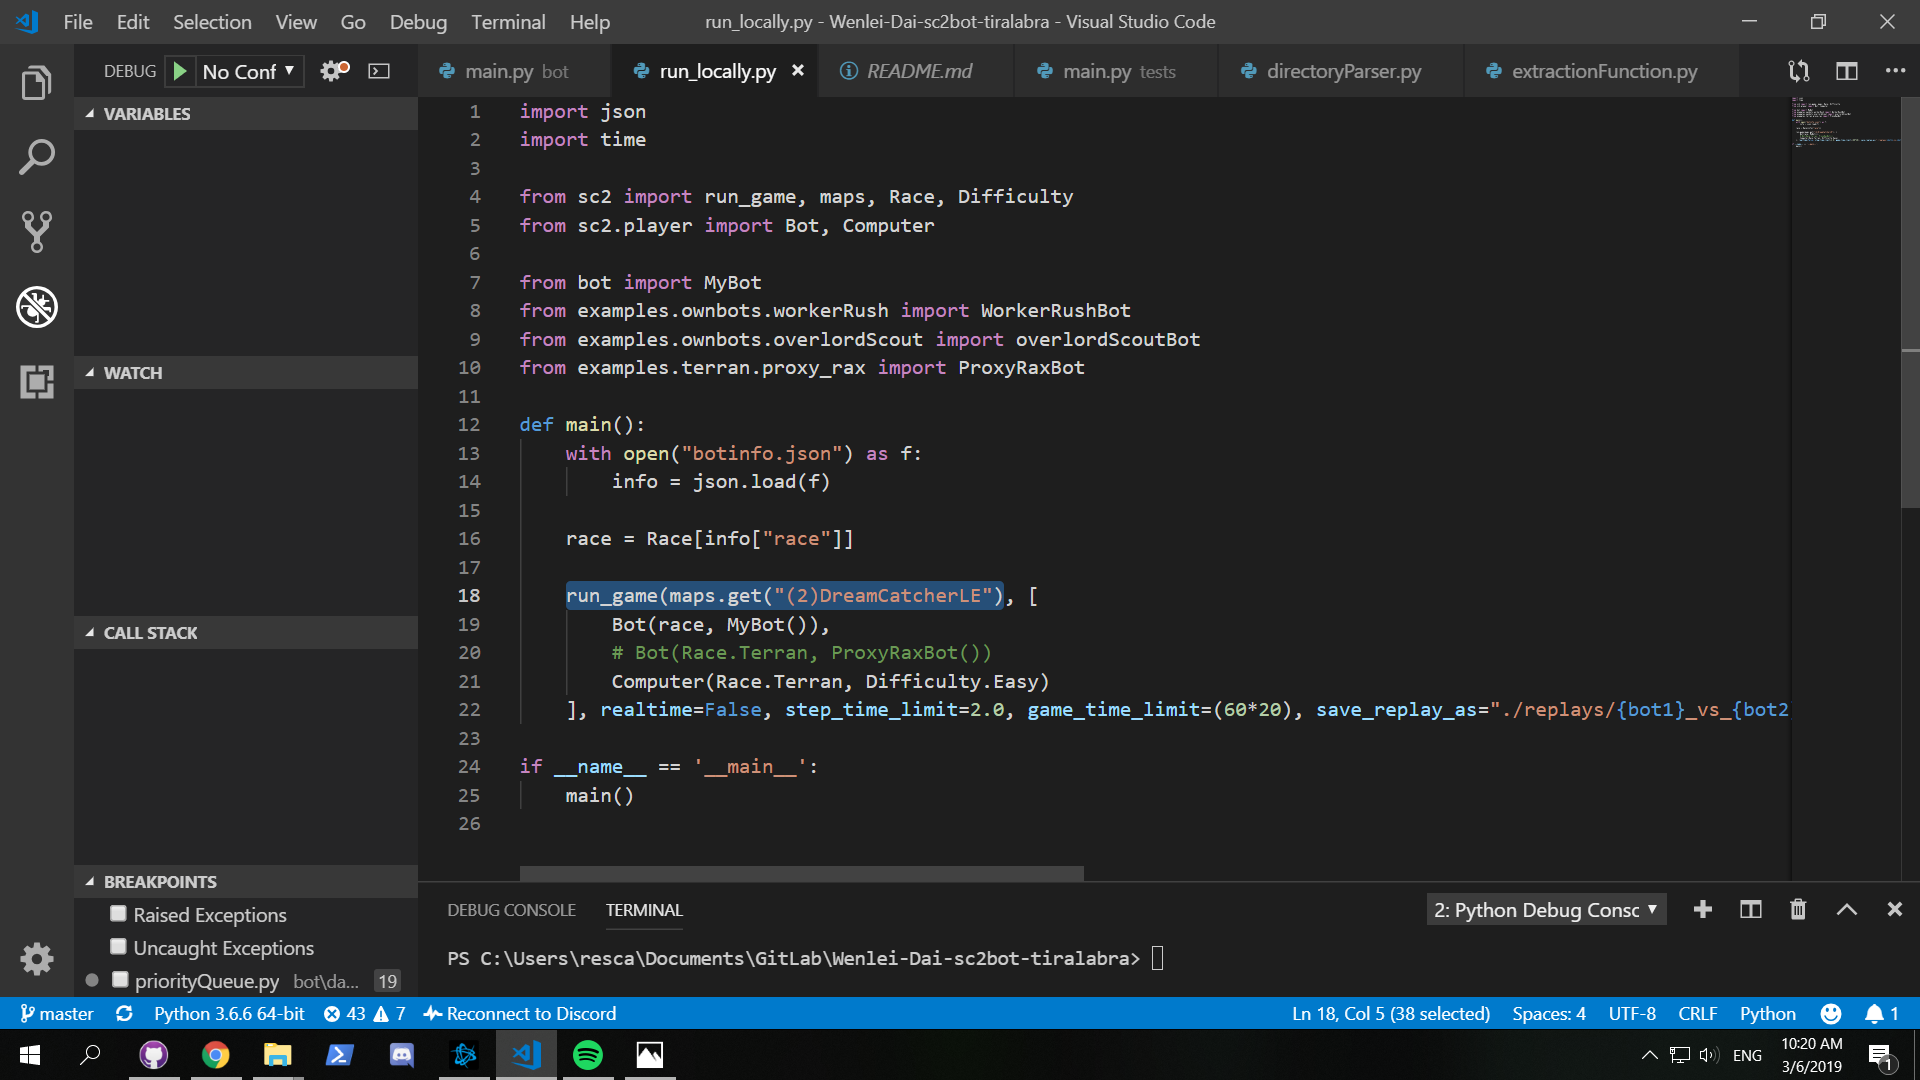 File Edit Selection View Go Debug Terminal Help run_locally.py - Wenlei-Dai-sc2bot-tiralabra - Visual Studio Code
DEBUG No Conf
main.py bot run_locally.py README.md main.py tests directoryParser.py extractionFunction.py
VARIABLES
WATCH
CALL STACK
BREAKPOINTS
Raised Exceptions
Uncaught Exceptions
priorityQueue.py bot\da... 19
1 import json
2 import time
3
4 from sc2 import run_game, maps, Race, Difficulty
5 from sc2.player import Bot, Computer
6
7 from bot import MyBot
8 from examples.ownbots.workerRush import WorkerRushBot
9 from examples.ownbots.overlordScout import overlordScoutBot
10 from examples.terran.proxy_rax import ProxyRaxBot
11
12 def main():
13 with open("botinfo.json") as f:
14 info = json.load(f)
15
16 race = Race[info["race"]]
17
18 run_game(maps.get("(2)DreamCatcherLE"), [
19 Bot(race, MyBot()),
20 # Bot(Race.Terran, ProxyRaxBot())
21 Computer(Race.Terran, Difficulty.Easy)
22 ], realtime=False, step_time_limit=2.0, game_time_limit=(60*20), save_replay_as="./replays/{bot1}_vs_{bot2
23
24 if __name__ == '__main__':
25 main()
26
DEBUG CONSOLE TERMINAL 2: Python Debug Consc
PS C:\Users\resca\Documents\GitLab\Wenlei-Dai-sc2bot-tiralabra>
master Python 3.6.6 64-bit 43 7 Reconnect to Discord Ln 18, Col 5 (38 selected) Spaces: 4 UTF-8 CRLF Python 1
ENG 10:20 AM
3/6/2019 1